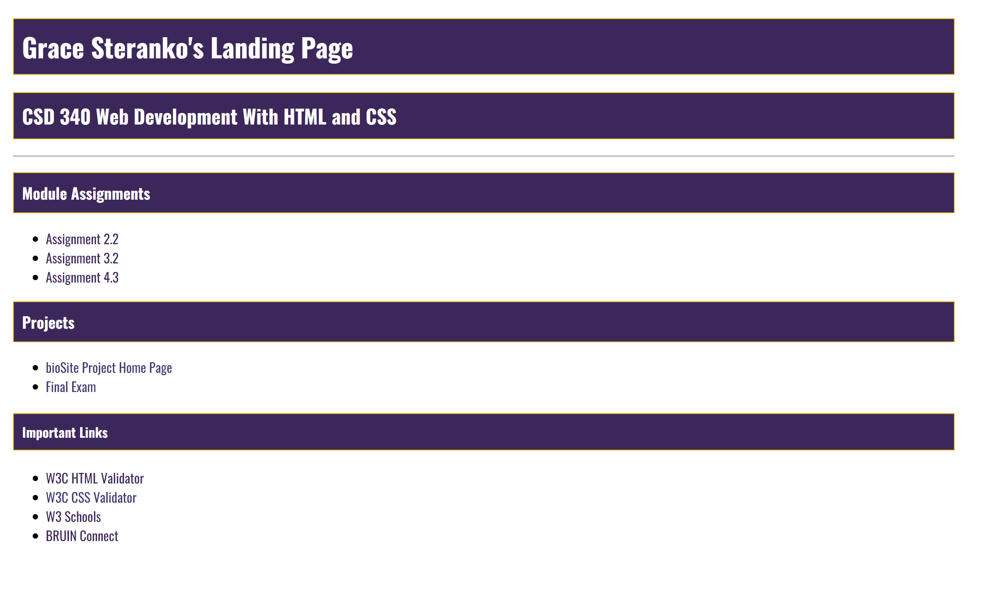 Grace Steranko's Landing Page
CSD 340 Web Development With HTML and CSS
Module Assignments
Assignment 2.2
Assignment 3.2
Assignment 4.3
Projects
bioSite Project Home Page
Final Exam
Important Links
W3C HTML Validator
W3C CSS Validator
W3 Schools
BRUIN Connect